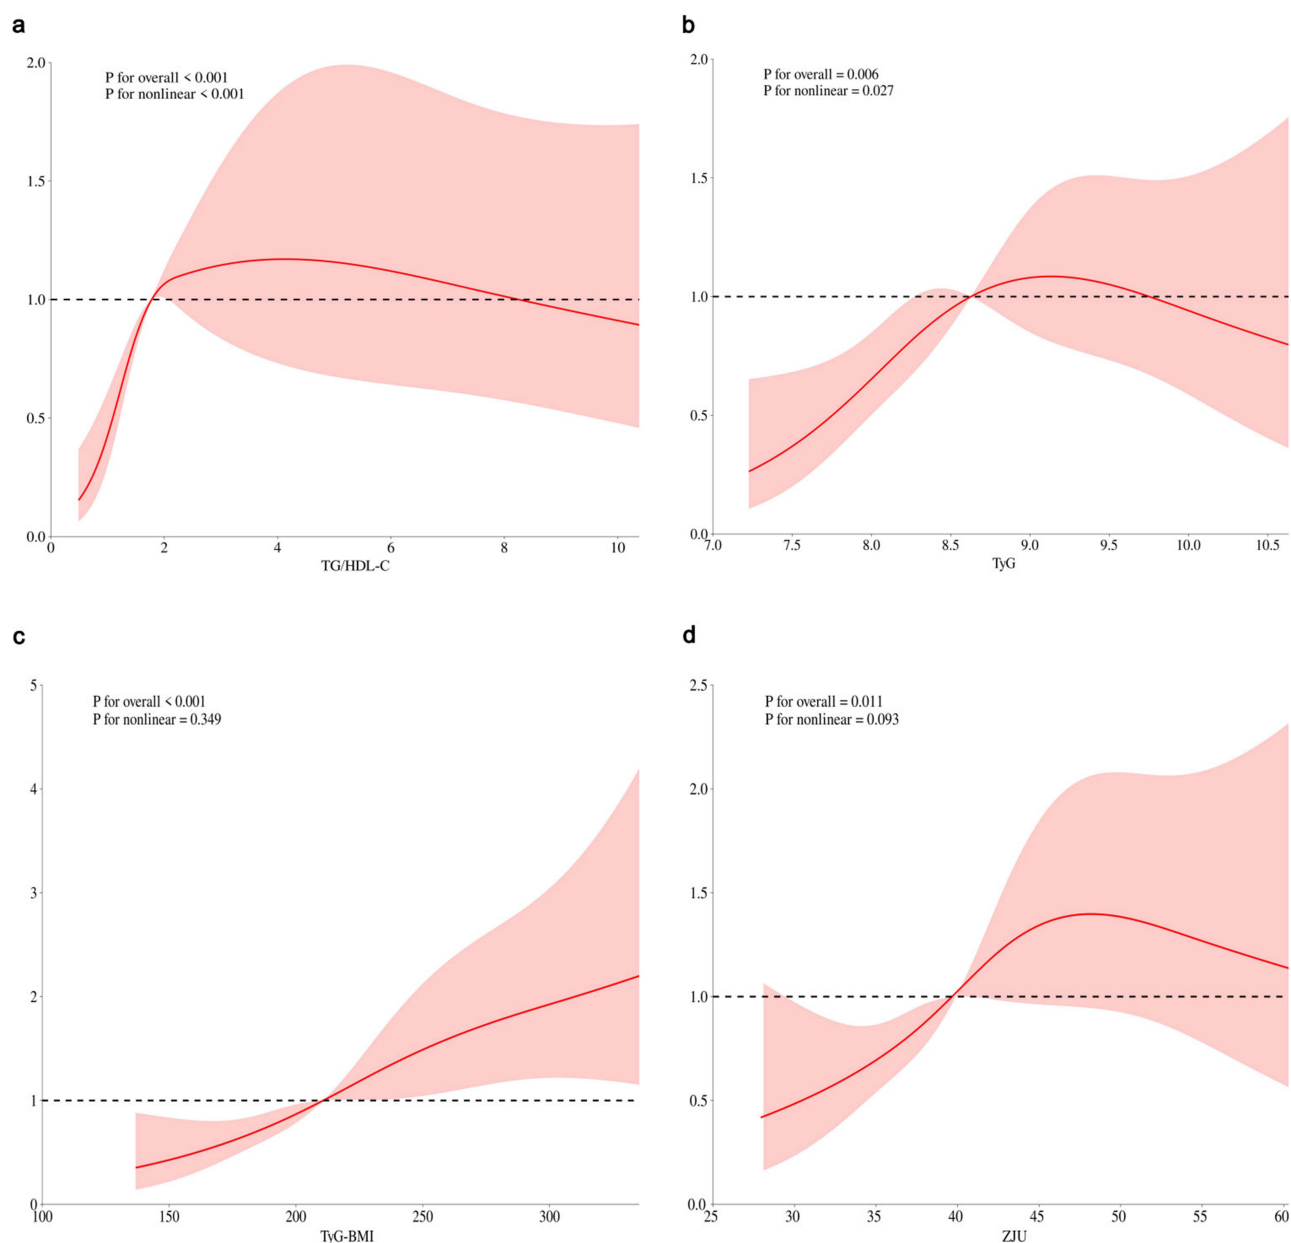 a
P for overall < 0.001
P for nonlinear < 0.001
2.0
1.5
1.0
0.5
0.0
0 2 4 6 8 10
TG/HDL-C
b
P for overall = 0.006
P for nonlinear = 0.027
2.0
1.5
1.0
0.5
0.0
7.0 7.5 8.0 8.5 9.0 9.5 10.0 10.5
TyG
c
P for overall < 0.001
P for nonlinear = 0.349
5
4
3
2
1
0
100 150 200 250 300
TyG-BMI
d
P for overall = 0.011
P for nonlinear = 0.093
2.5
2.0
1.5
1.0
0.5
0.0
25 30 35 40 45 50 55 60
ZJU